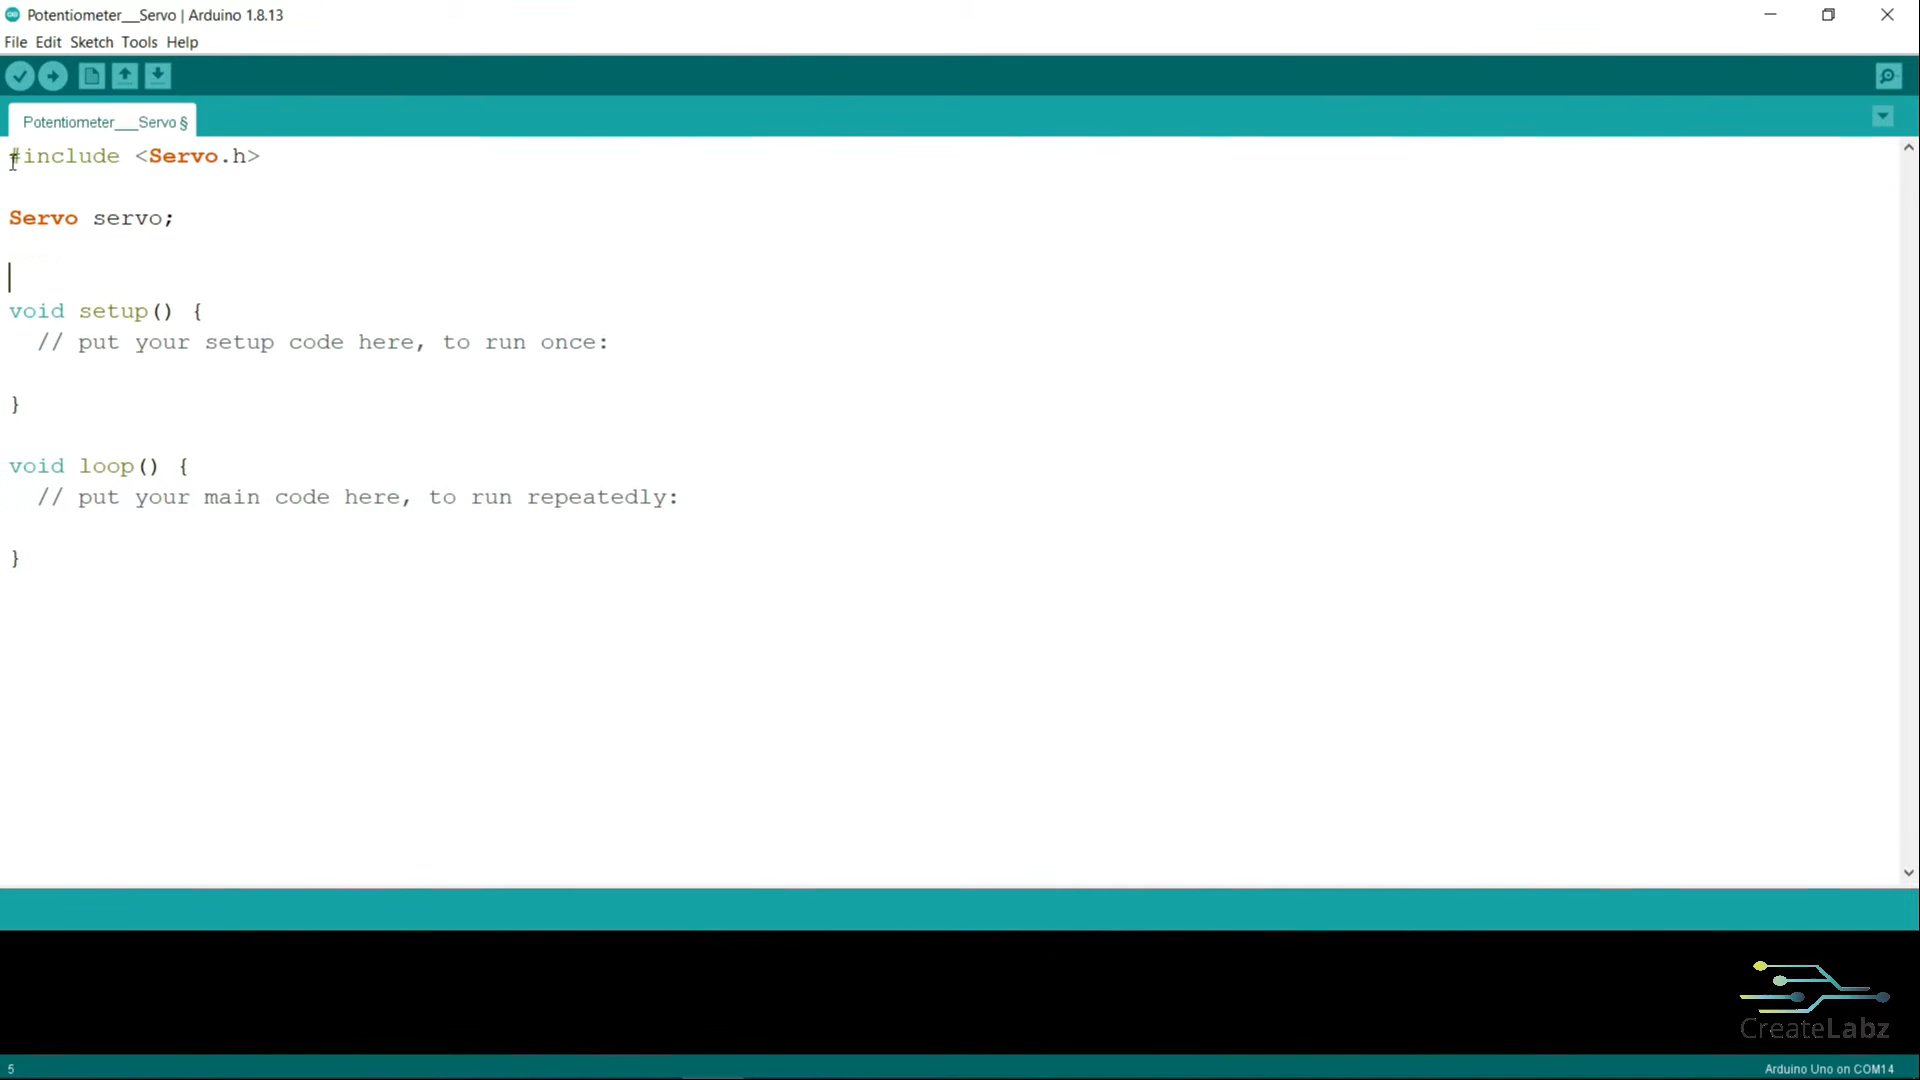 Potentiometer___Servo | Arduino 1.8.13
File Edit Sketch Tools Help
Potentiometer___Servo §
#include <Servo.h>
Servo servo;
void setup() {
  // put your setup code here, to run once:
}
void loop() {
  // put your main code here, to run repeatedly:
}
CreateLabz
5
Arduino Uno on COM14